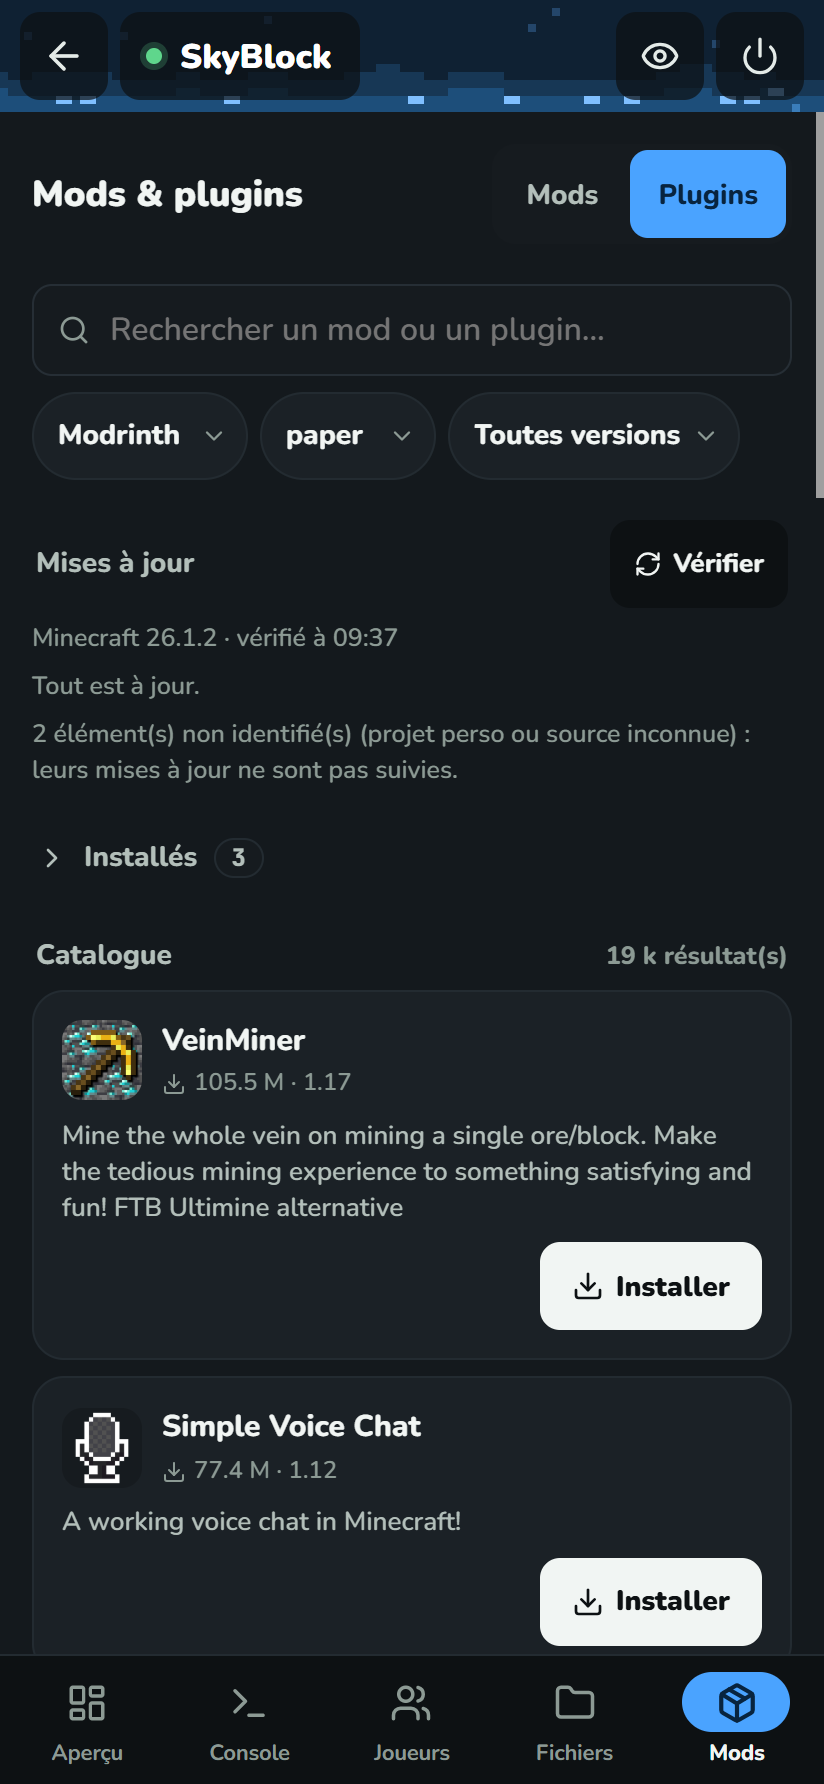 SkyBlock
Mods & plugins
Mods
Plugins
Rechercher un mod ou un plugin...
Modrinth
paper
Toutes versions
Mises à jour
Vérifier
Minecraft 26.1.2 · vérifié à 09:37
Tout est à jour.
2 élément(s) non identifié(s) (projet perso ou source inconnue) :
leurs mises à jour ne sont pas suivies.
Installés 3
Catalogue
19 k résultat(s)
VeinMiner
105.5 M · 1.17
Mine the whole vein on mining a single ore/block. Make
the tedious mining experience to something satisfying and
fun! FTB Ultimine alternative
Installer
Simple Voice Chat
77.4 M · 1.12
A working voice chat in Minecraft!
Installer
Aperçu
Console
Joueurs
Fichiers
Mods